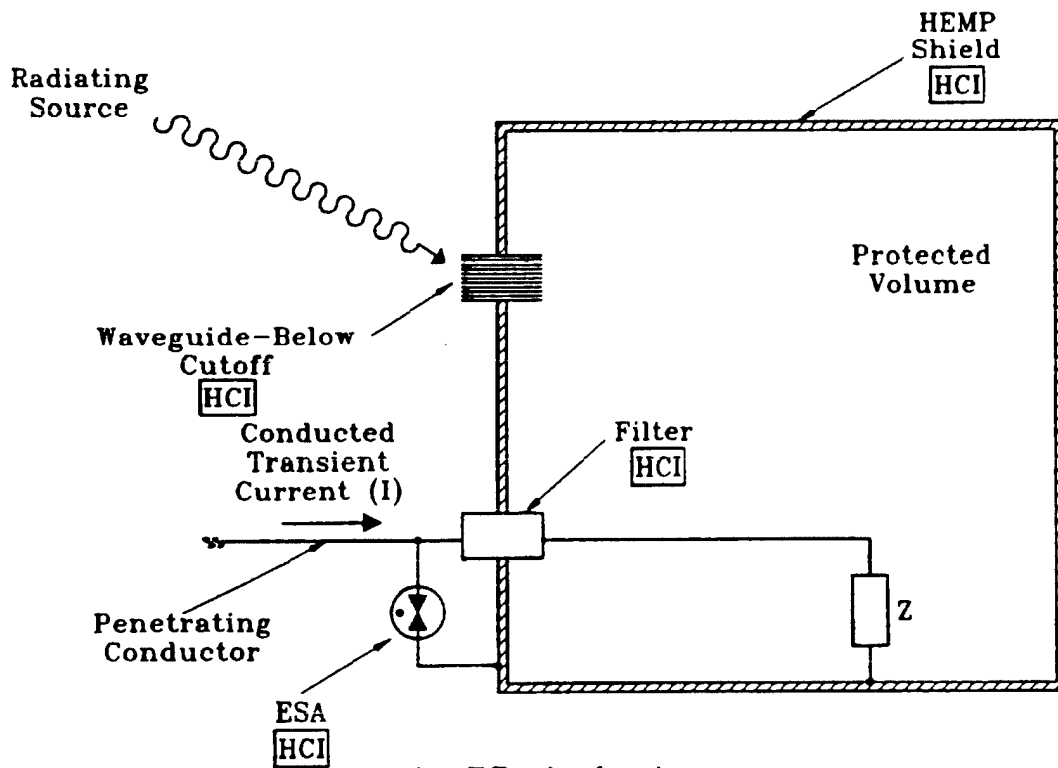 HEMP
Shield
HCI
Radiating
Source
Protected
Volume
Waveguide-Below
Cutoff
HCI
Conducted
Transient
Current (I)
Filter
HCI
Z
Penetrating
Conductor
ESA
HCI